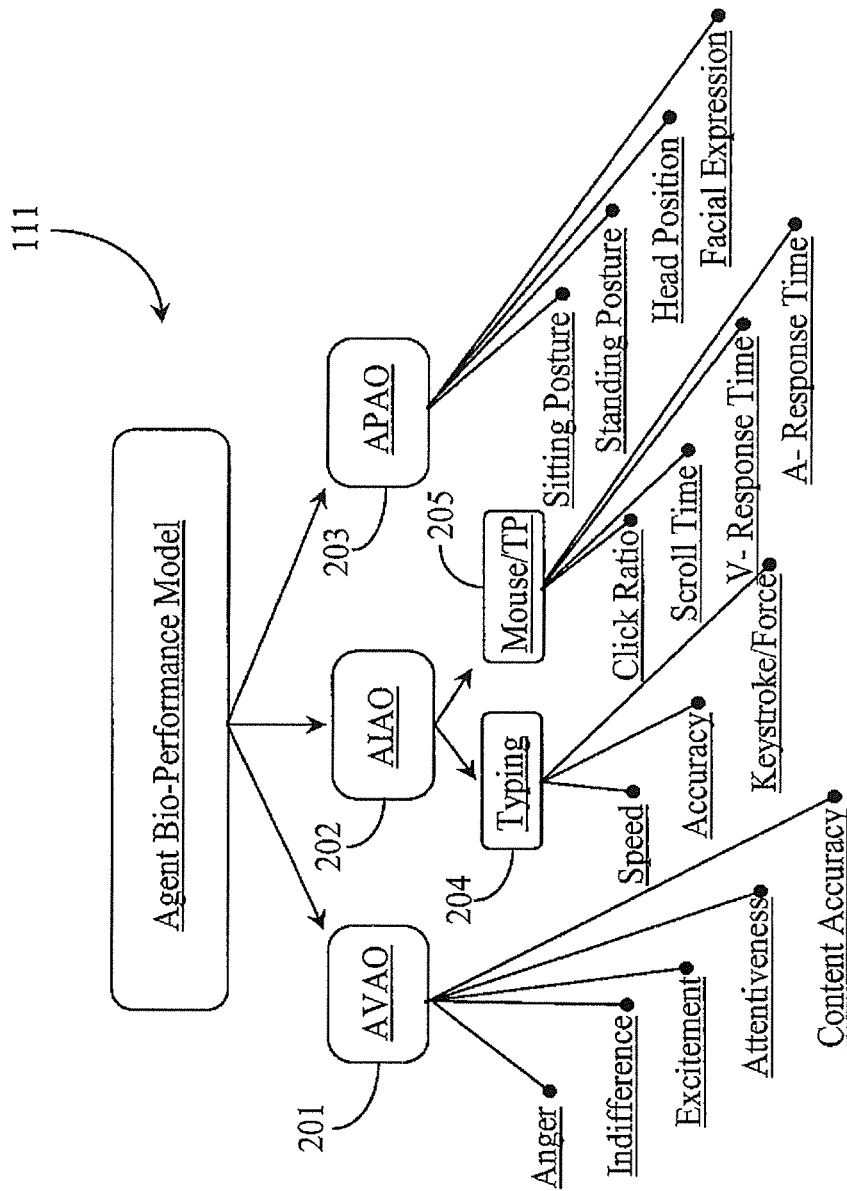 111
Agent Bio-Performance Model
201
AVAO
202
AIAO
203
APAO
204
Typing
205
Mouse/TP
Anger
Indifference
Excitement
Attentiveness
Content Accuracy
Speed
Accuracy
Keystroke/Force
Click Ratio
Scroll Time
V- Response Time
A- Response Time
Sitting Posture
Standing Posture
Head Position
Facial Expression